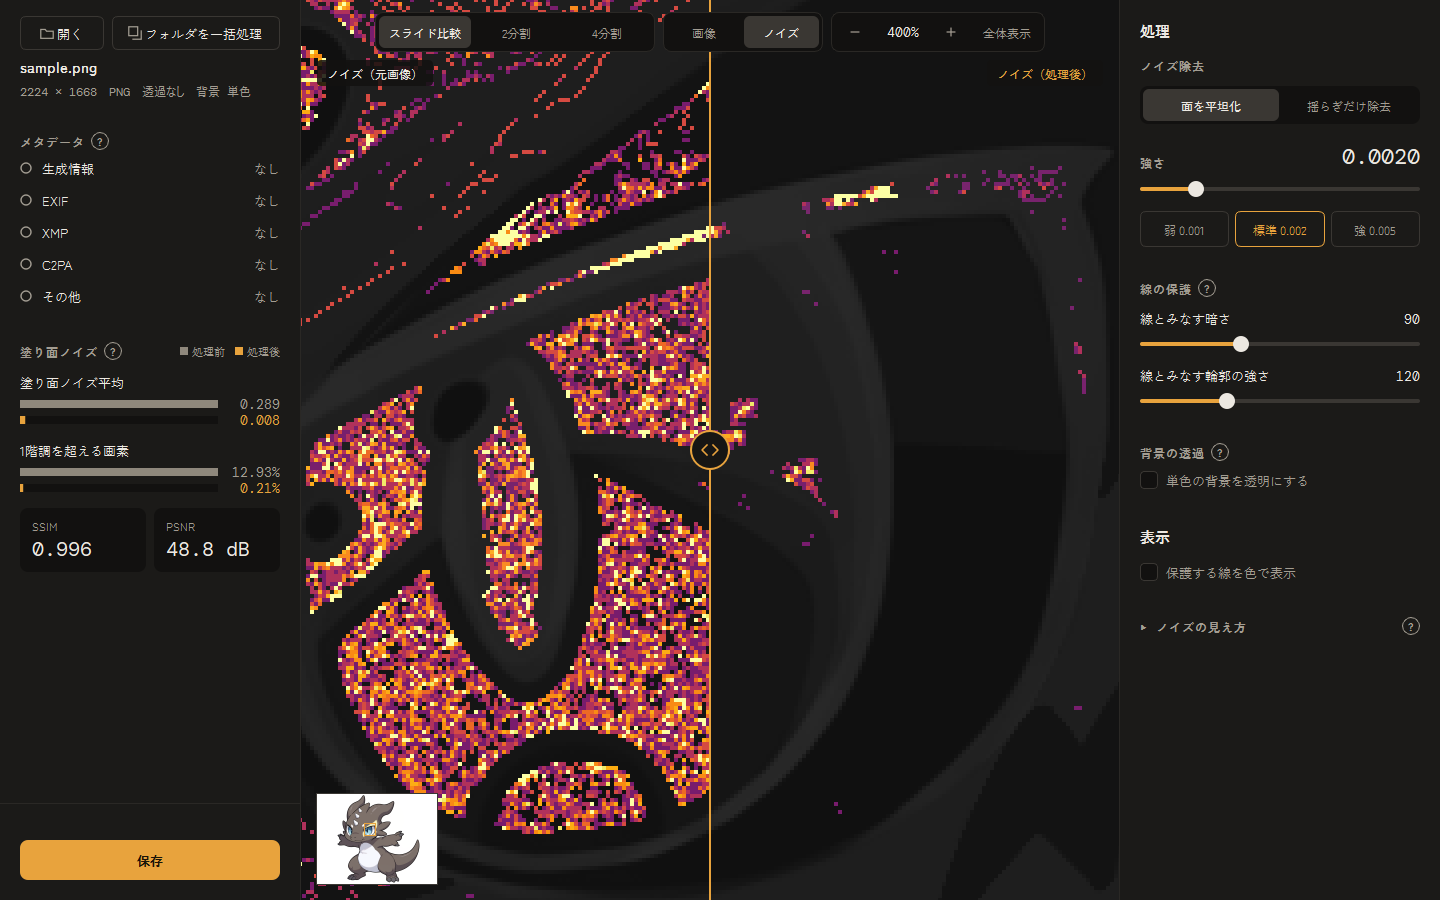 開く
フォルダを一括処理
sample.png
2224 × 1668 PNG 透過なし 背景 単色
メタデータ ?
生成情報 なし
EXIF なし
XMP なし
C2PA なし
その他 なし
塗り面ノイズ ? 処理前 処理後
塗り面ノイズ平均
0.289
0.008
1階調を超える画素
12.93%
0.21%
SSIM
0.996
PSNR
48.8 dB
保存
スライド比較 2分割 4分割
画像 ノイズ
− 400% + 全体表示
ノイズ（元画像）
ノイズ（処理後）
処理
ノイズ除去
面を平坦化 揺らぎだけ除去
強さ 0.0020
弱 0.001 標準 0.002 強 0.005
線の保護 ?
線とみなす暗さ 90
線とみなす輪郭の強さ 120
背景の透過 ?
単色の背景を透明にする
表示
保護する線を色で表示
ノイズの見え方 ?